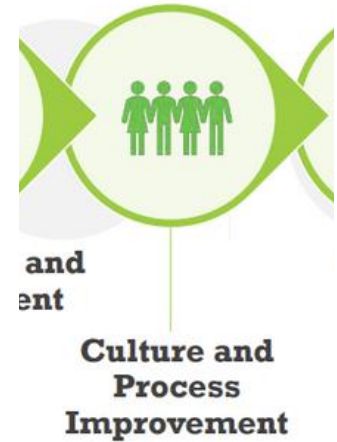 and
ent
Culture and
Process
Improvement